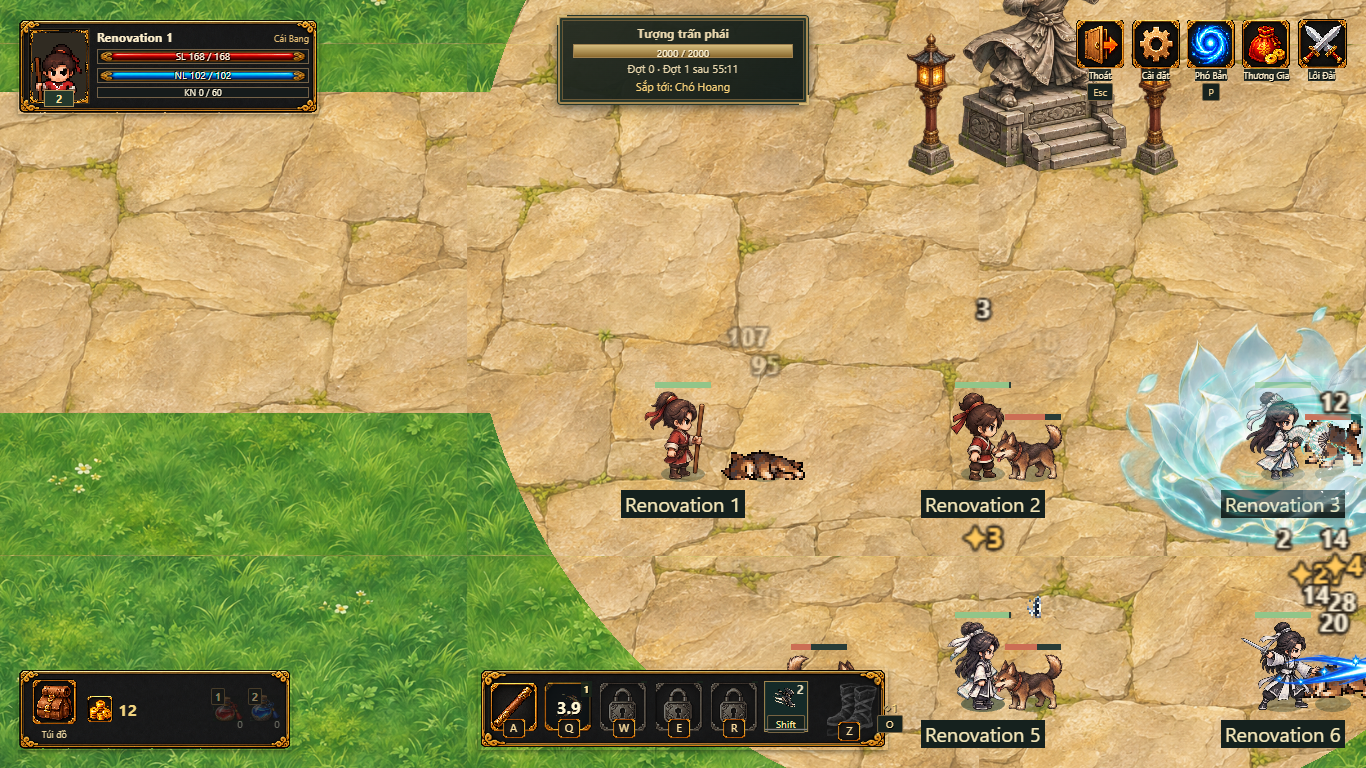 Renovation 1
Cái Bang
SL 168 / 168
NL 102 / 102
KN 0 / 60
2
Tượng trấn phái
2000 / 2000
Đợt 0 · Đợt 1 sau 55:11
Sắp tới: Chó Hoang
Thoát
Cài đặt
Phó Bản
Thương Gia
Lôi Đài
Esc
P
3
107
95
18
12
Renovation 1
Renovation 2
Renovation 3
3
2
14
2
4
14
28
20
Renovation 5
Renovation 6
Túi đồ
12
1
0
2
0
A
1
3.9
Q
W
E
R
2
Shift
Z
O